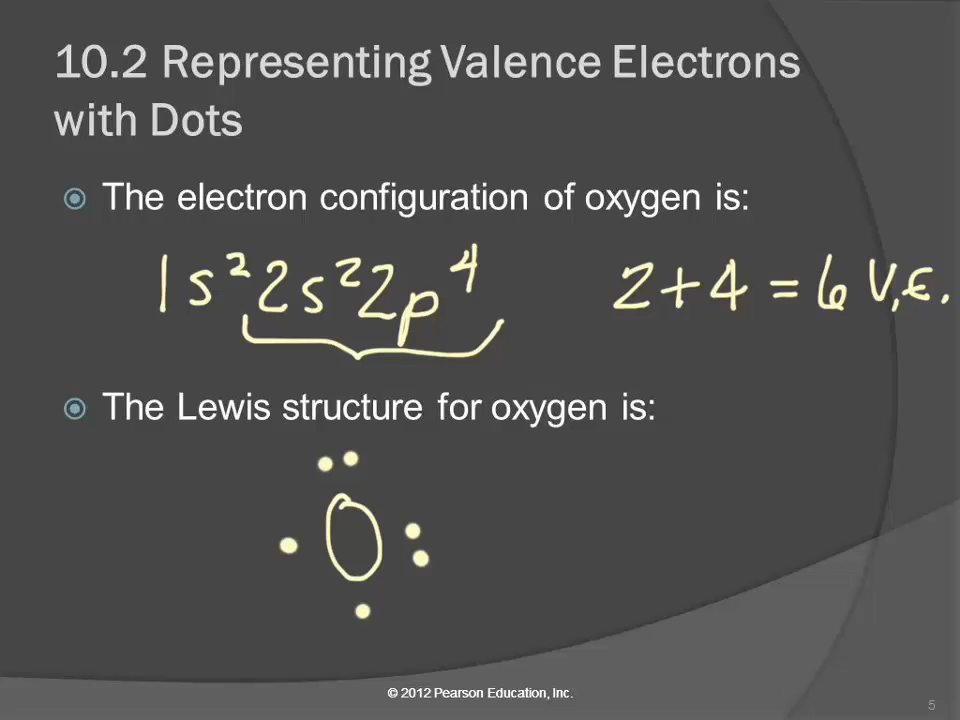 10.2 Representing Valence Electrons
with Dots
The electron configuration of oxygen is:
1s²2s²2p⁴ 2+4=6 V.E.
The Lewis structure for oxygen is:
O
© 2012 Pearson Education, Inc.
5